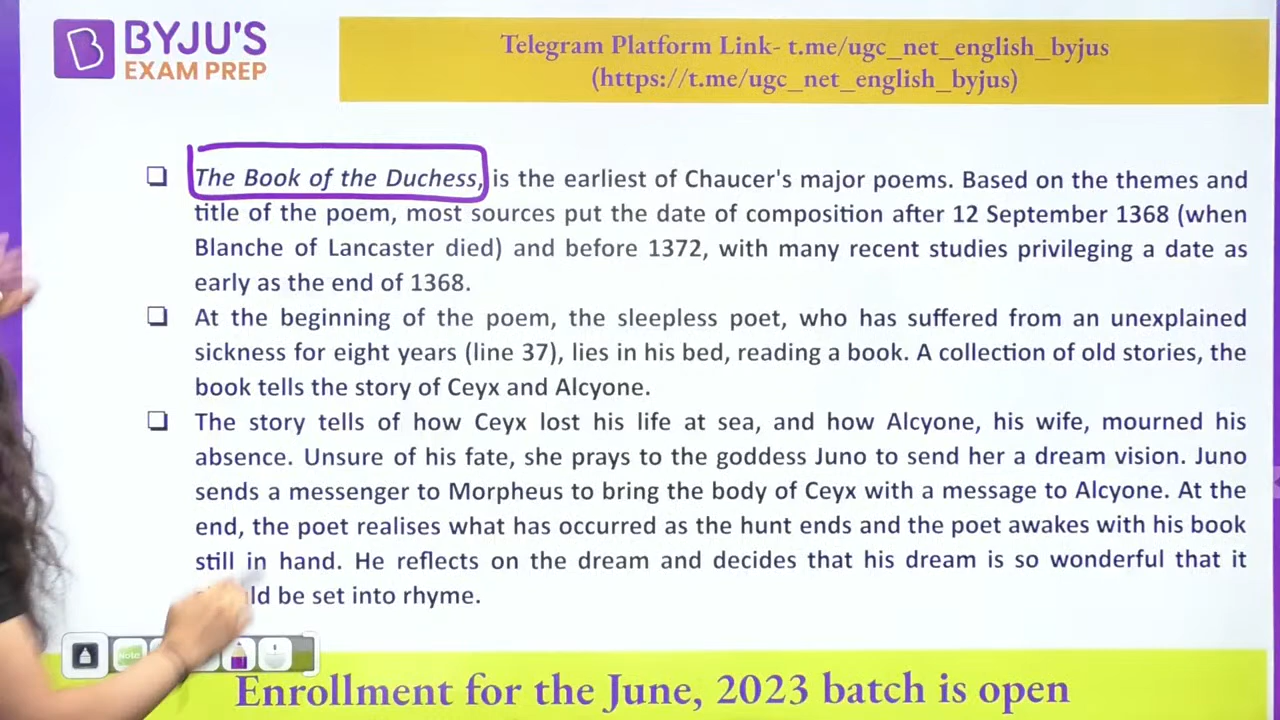 BYJU'S
EXAM PREP
Telegram Platform Link- t.me/ugc_net_english_byjus
(https://t.me/ugc_net_english_byjus)
The Book of the Duchess, is the earliest of Chaucer's major poems. Based on the themes and
title of the poem, most sources put the date of composition after 12 September 1368 (when
Blanche of Lancaster died) and before 1372, with many recent studies privileging a date as
early as the end of 1368.
At the beginning of the poem, the sleepless poet, who has suffered from an unexplained
sickness for eight years (line 37), lies in his bed, reading a book. A collection of old stories, the
book tells the story of Ceyx and Alcyone.
The story tells of how Ceyx lost his life at sea, and how Alcyone, his wife, mourned his
absence. Unsure of his fate, she prays to the goddess Juno to send her a dream vision. Juno
sends a messenger to Morpheus to bring the body of Ceyx with a message to Alcyone. At the
end, the poet realises what has occurred as the hunt ends and the poet awakes with his book
still in hand. He reflects on the dream and decides that his dream is so wonderful that it
be set into rhyme.
Note
Enrollment for the June, 2023 batch is open